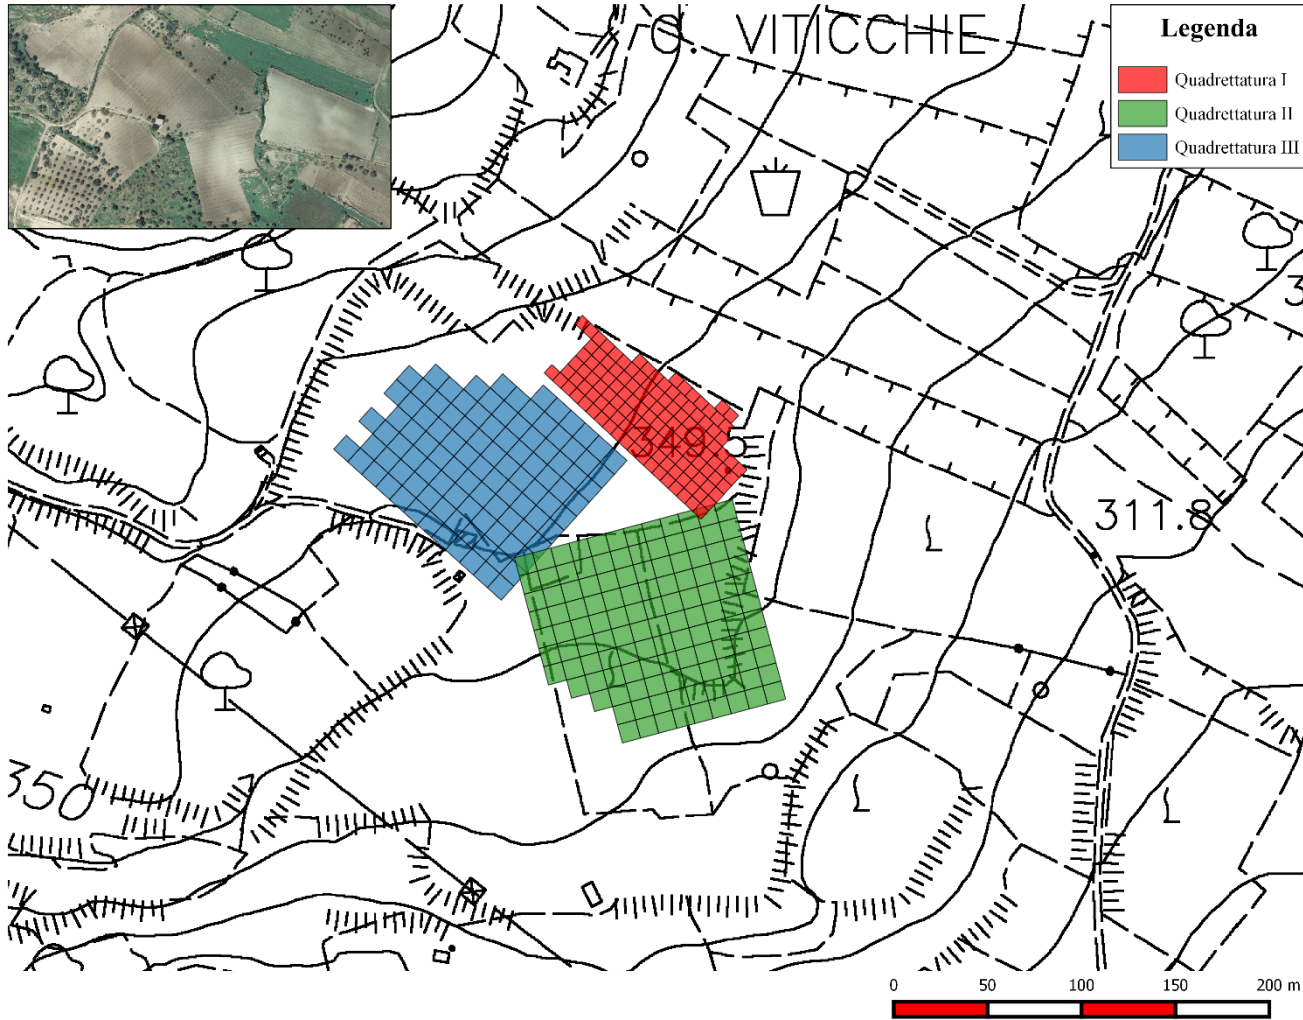 C. VITICCHIE
Legenda
Quadrettatura I
Quadrettatura II
Quadrettatura III
349
311.8
350
0 50 100 150 200 m